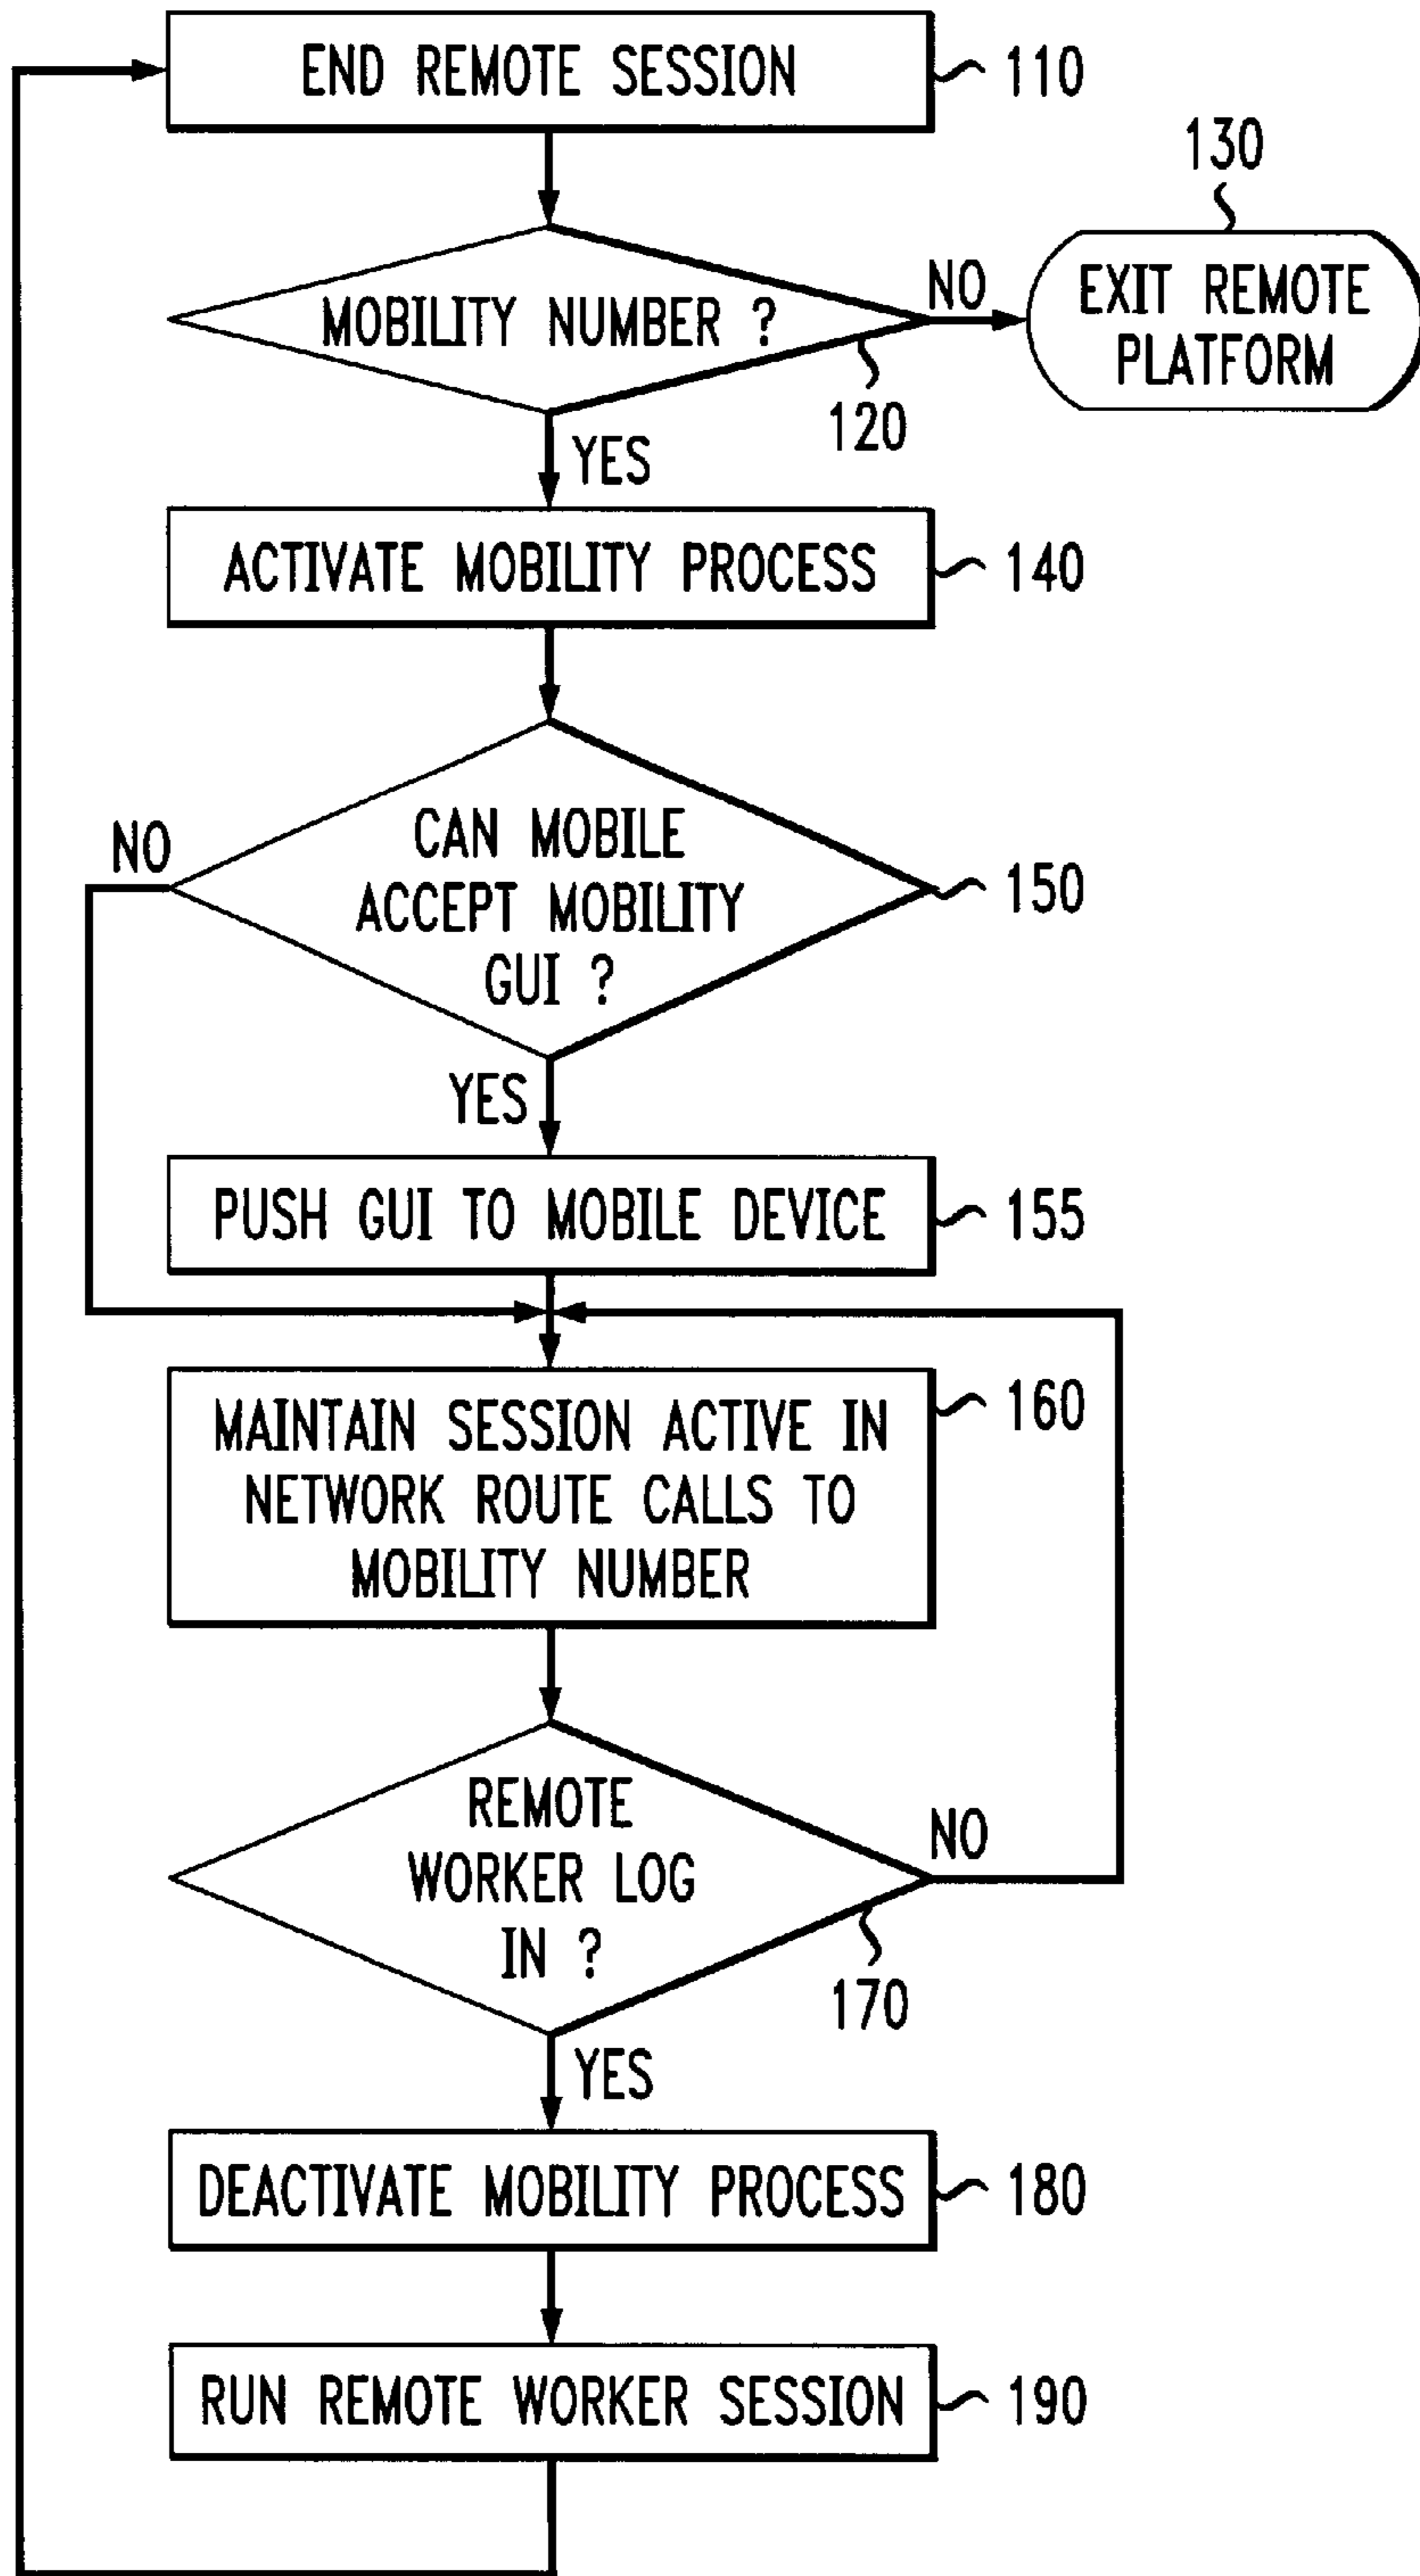 END REMOTE SESSION
110
130
MOBILITY NUMBER ?
NO
EXIT REMOTE
PLATFORM
120
YES
ACTIVATE MOBILITY PROCESS
140
NO
CAN MOBILE
ACCEPT MOBILITY
GUI ?
150
YES
PUSH GUI TO MOBILE DEVICE
155
MAINTAIN SESSION ACTIVE IN
NETWORK ROUTE CALLS TO
MOBILITY NUMBER
160
REMOTE
WORKER LOG
IN ?
NO
170
YES
DEACTIVATE MOBILITY PROCESS
180
RUN REMOTE WORKER SESSION
190